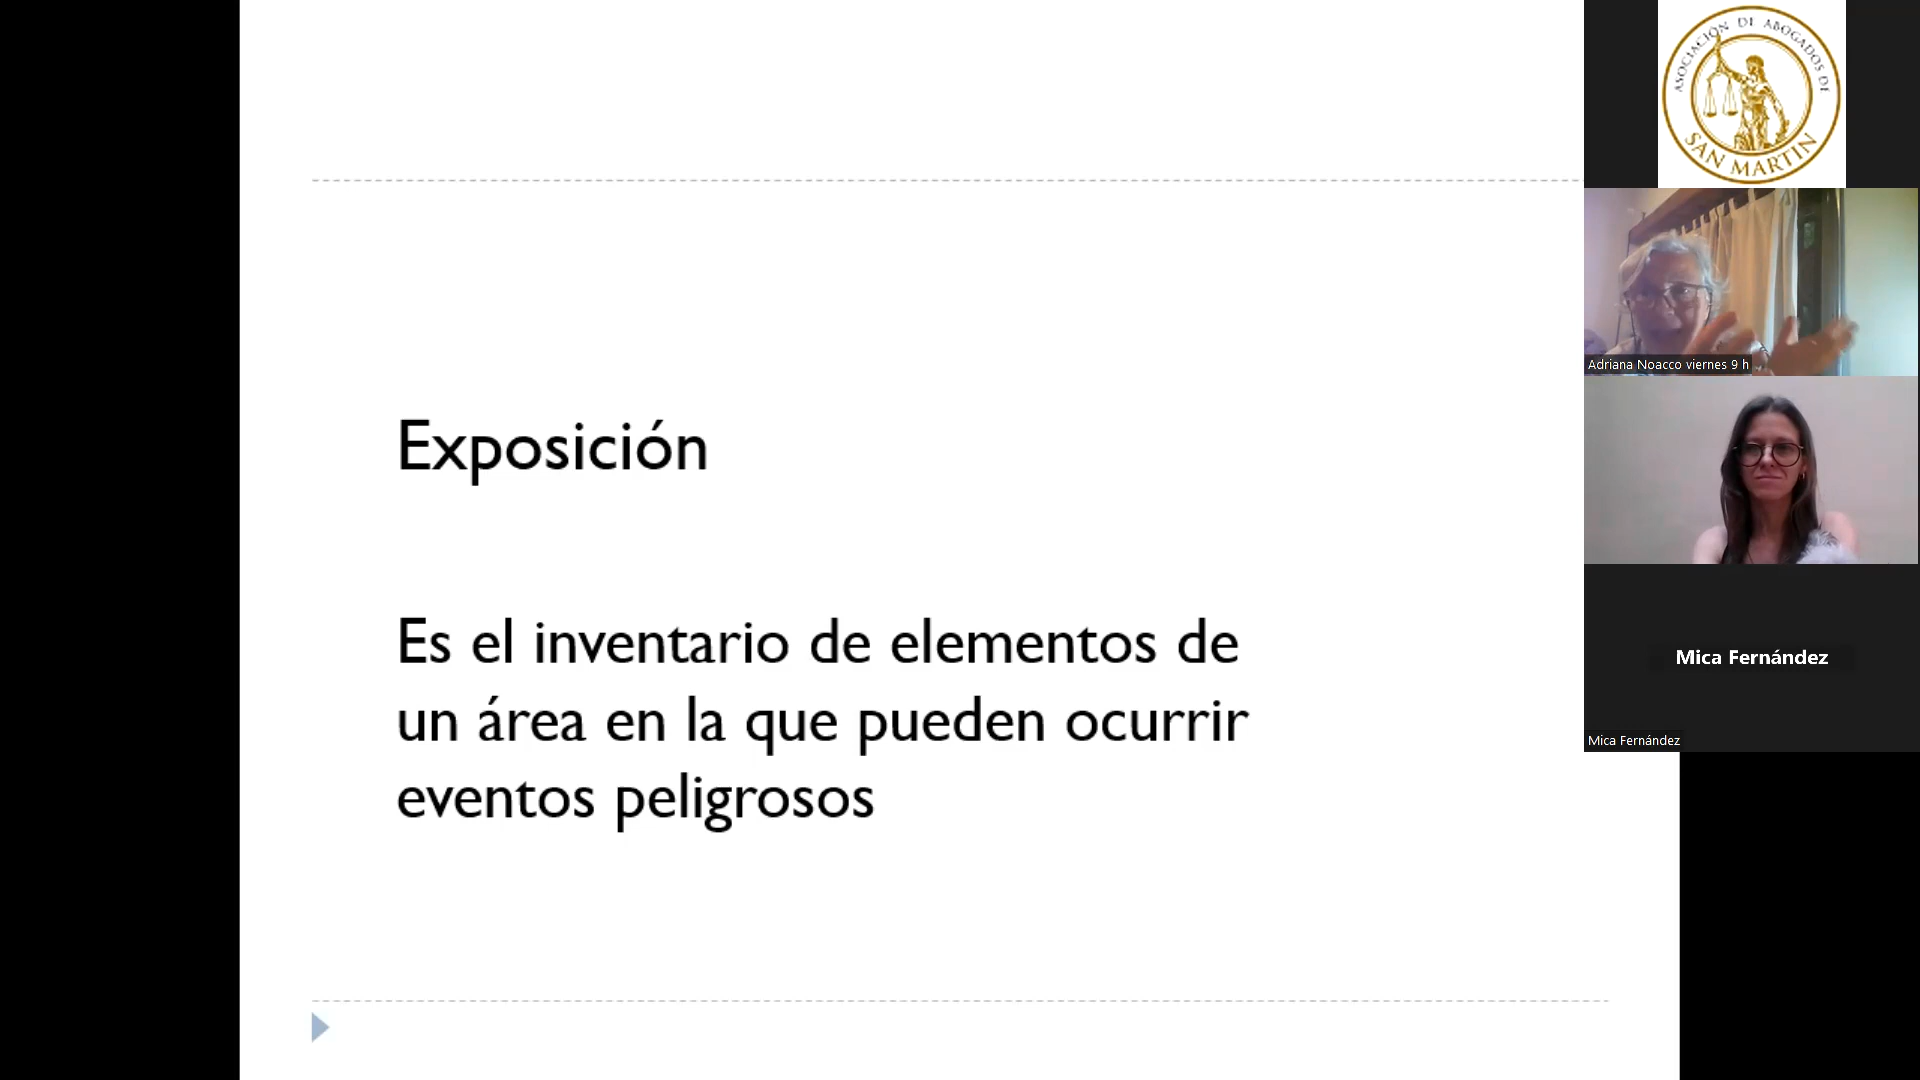 Exposición
Es el inventario de elementos de
un área en la que pueden ocurrir
eventos peligrosos
ASOCIACIÓN DE ABOGADOS DE
SAN MARTIN
Adriana Noacco viernes 9 h
Mica Fernández
Mica Fernández